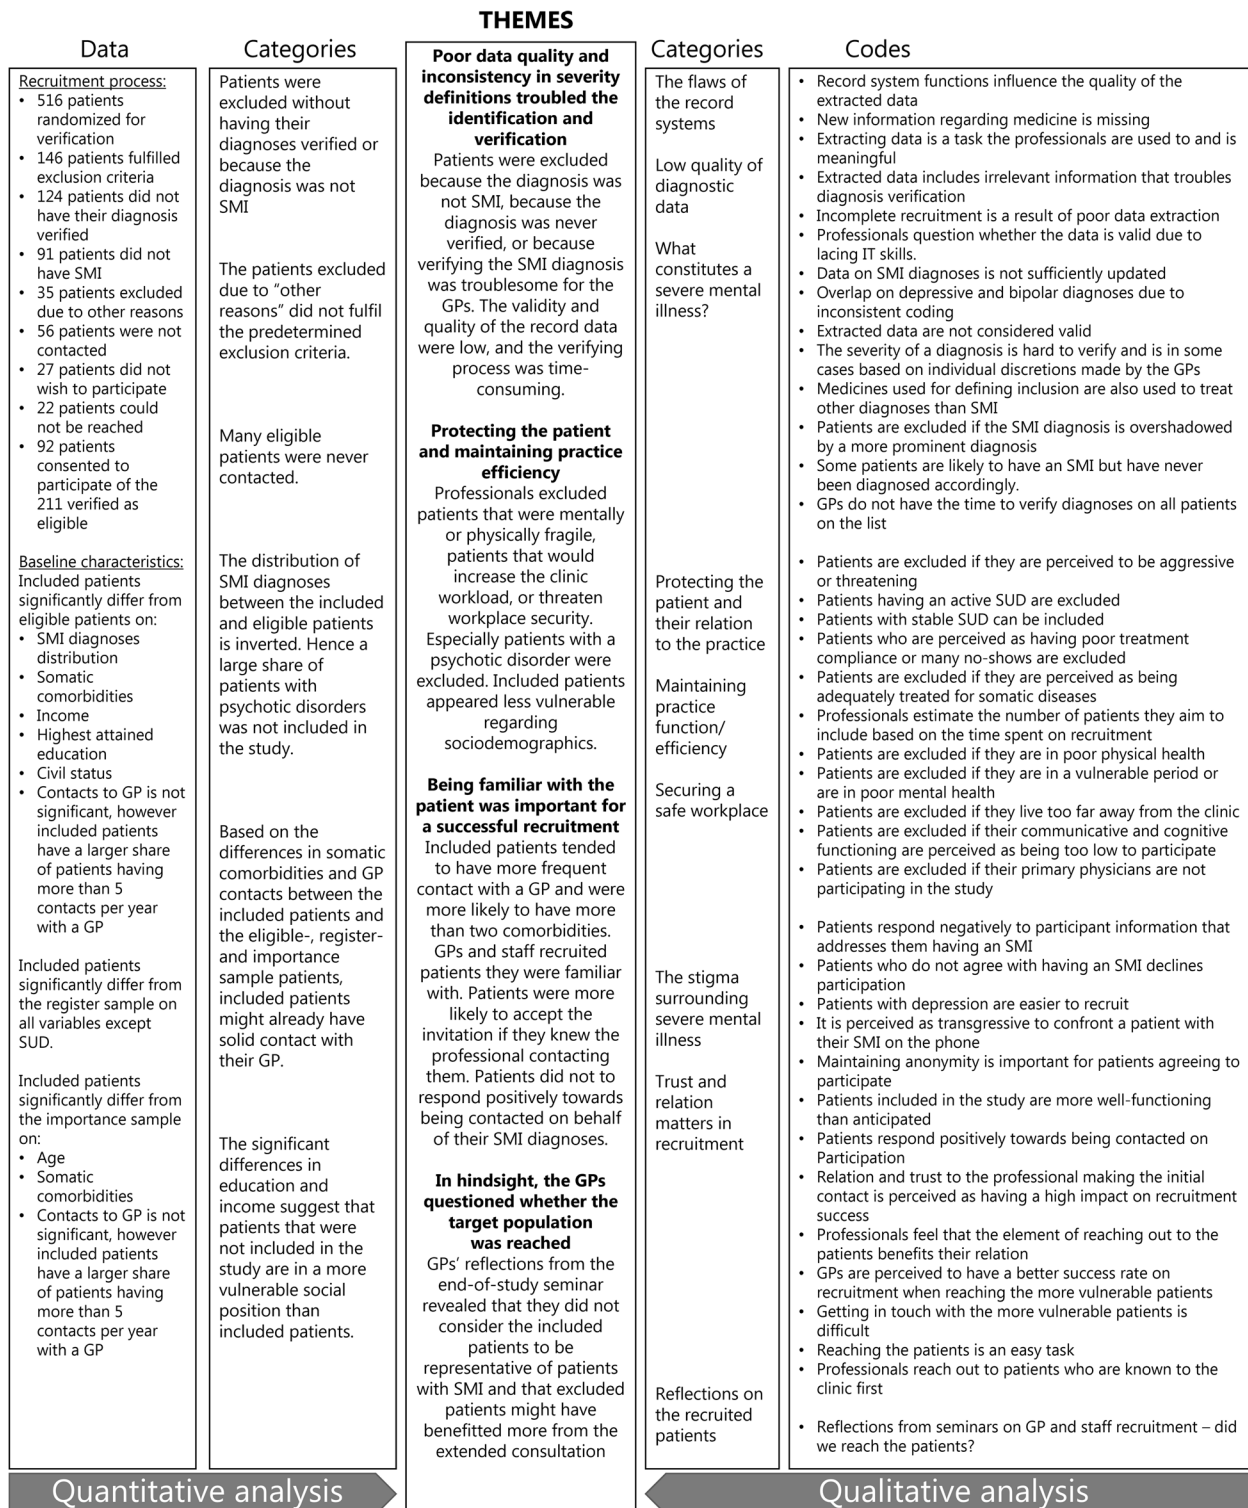 THEMES
Data
Recruitment process:
• 516 patients
randomized for
verification
• 146 patients fulfilled
exclusion criteria
• 124 patients did not
have their diagnosis
verified
• 91 patients did not
have SMI
• 35 patients excluded
due to other reasons
• 56 patients were not
contacted
• 27 patients did not
wish to participate
• 22 patients could
not be reached
• 92 patients
consented to
participate of the
211 verified as
eligible
Baseline characteristics:
Included patients
significantly differ from
eligible patients on:
• SMI diagnoses
distribution
• Somatic
comorbidities
• Income
• Highest attained
education
• Civil status
• Contacts to GP is not
significant, however
included patients
have a larger share
of patients having
more than 5
contacts per year
with a GP
Included patients
significantly differ from
the register sample on
all variables except
SUD.
Included patients
significantly differ from
the importance sample
on:
• Age
• Somatic
comorbidities
• Contacts to GP is not
significant, however
included patients
have a larger share
of patients having
more than 5
contacts per year
with a GP
Categories
Patients were
excluded without
having their
diagnoses verified or
because the
diagnosis was not
SMI
The patients excluded
due to “other
reasons” did not fulfil
the predetermined
exclusion criteria.
Many eligible
patients were never
contacted.
The distribution of
SMI diagnoses
between the included
and eligible patients
is inverted. Hence a
large share of
patients with
psychotic disorders
was not included in
the study.
Based on the
differences in somatic
comorbidities and GP
contacts between the
included patients and
the eligible-, register-
and importance
sample patients,
included patients
might already have
solid contact with
their GP.
The significant
differences in
education and
income suggest that
patients that were
not included in the
study are in a more
vulnerable social
position than
included patients.
Poor data quality and
inconsistency in severity
definitions troubled the
identification and
verification
Patients were excluded
because the diagnosis was
not SMI, because the
diagnosis was never
verified, or because
verifying the SMI diagnosis
was troublesome for the
GPs. The validity and
quality of the record data
were low, and the verifying
process was time-
consuming.
Protecting the patient
and maintaining practice
efficiency
Professionals excluded
patients that were mentally
or physically fragile,
patients that would
increase the clinic
workload, or threaten
workplace security.
Especially patients with a
psychotic disorder were
excluded. Included patients
appeared less vulnerable
regarding
sociodemographics.
Being familiar with the
patient was important for
a successful recruitment
Included patients tended
to have more frequent
contact with a GP and were
more likely to have more
than two comorbidities.
GPs and staff recruited
patients they were familiar
with. Patients were more
likely to accept the
invitation if they knew the
professional contacting
them. Patients did not to
respond positively towards
being contacted on behalf
of their SMI diagnoses.
In hindsight, the GPs
questioned whether the
target population
was reached
GPs’ reflections from the
end-of-study seminar
revealed that they did not
consider the included
patients to be
representative of patients
with SMI and that excluded
patients might have
benefitted more from the
extended consultation
Categories
The flaws of
the record
systems
Low quality of
diagnostic
data
What
constitutes a
severe mental
illness?
Protecting the
patient and
their relation
to the practice
Maintaining
practice
function/
efficiency
Securing a
safe workplace
The stigma
surrounding
severe mental
illness
Trust and
relation
matters in
recruitment
Reflections on
the recruited
patients
Codes
• Record system functions influence the quality of the
extracted data
• New information regarding medicine is missing
• Extracting data is a task the professionals are used to and is
meaningful
• Extracted data includes irrelevant information that troubles
diagnosis verification
• Incomplete recruitment is a result of poor data extraction
• Professionals question whether the data is valid due to
lacing IT skills.
• Data on SMI diagnoses is not sufficiently updated
• Overlap on depressive and bipolar diagnoses due to
inconsistent coding
• Extracted data are not considered valid
• The severity of a diagnosis is hard to verify and is in some
cases based on individual discretions made by the GPs
• Medicines used for defining inclusion are also used to treat
other diagnoses than SMI
• Patients are excluded if the SMI diagnosis is overshadowed
by a more prominent diagnosis
• Some patients are likely to have an SMI but have never
been diagnosed accordingly.
• GPs do not have the time to verify diagnoses on all patients
on the list
• Patients are excluded if they are perceived to be aggressive
or threatening
• Patients having an active SUD are excluded
• Patients with stable SUD can be included
• Patients who are perceived as having poor treatment
compliance or many no-shows are excluded
• Patients are excluded if they are perceived as being
adequately treated for somatic diseases
• Professionals estimate the number of patients they aim to
include based on the time spent on recruitment
• Patients are excluded if they are in poor physical health
• Patients are excluded if they are in a vulnerable period or
are in poor mental health
• Patients are excluded if they live too far away from the clinic
• Patients are excluded if their communicative and cognitive
functioning are perceived as being too low to participate
• Patients are excluded if their primary physicians are not
participating in the study
• Patients respond negatively to participant information that
addresses them having an SMI
• Patients who do not agree with having an SMI declines
participation
• Patients with depression are easier to recruit
• It is perceived as transgressive to confront a patient with
their SMI on the phone
• Maintaining anonymity is important for patients agreeing to
participate
• Patients included in the study are more well-functioning
than anticipated
• Patients respond positively towards being contacted on
Participation
• Relation and trust to the professional making the initial
contact is perceived as having a high impact on recruitment
success
• Professionals feel that the element of reaching out to the
patients benefits their relation
• GPs are perceived to have a better success rate on
recruitment when reaching the more vulnerable patients
• Getting in touch with the more vulnerable patients is
difficult
• Reaching the patients is an easy task
• Professionals reach out to patients who are known to the
clinic first
• Reflections from seminars on GP and staff recruitment – did
we reach the patients?
Quantitative analysis
Qualitative analysis